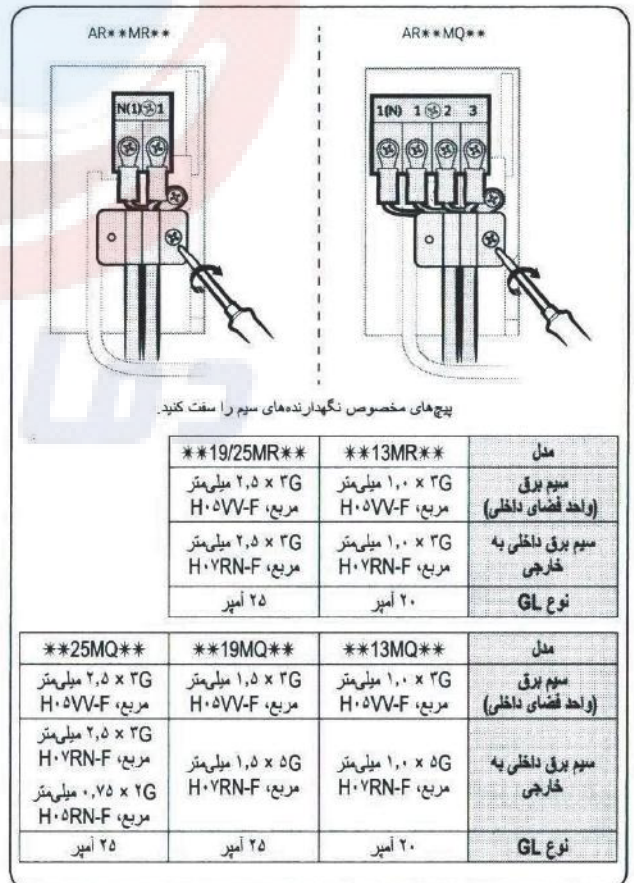 AR**MR**
AR**MQ**
N(1) 1
1(N) 1 2 3
پیچ‌های مخصوص نگهدارنده‌های سیم را سفت کنید.
مدل
**13MR**
**19/25MR**
سیم برق
(واحد فضای داخلی)
۳G × ۱,۰ میلی‌متر
مربع، H۰۵VV-F
۳G × ۲,۵ میلی‌متر
مربع، H۰۵VV-F
سیم برق داخلی به
خارجی
۳G × ۱,۰ میلی‌متر
مربع، H۰۷RN-F
۳G × ۲,۵ میلی‌متر
مربع، H۰۷RN-F
نوع GL
۲۰ آمپر
۲۵ آمپر
مدل
**13MQ**
**19MQ**
**25MQ**
سیم برق
(واحد فضای داخلی)
۳G × ۱,۰ میلی‌متر
مربع، H۰۵VV-F
۳G × ۱,۵ میلی‌متر
مربع، H۰۵VV-F
۳G × ۲,۵ میلی‌متر
مربع، H۰۵VV-F
سیم برق داخلی به
خارجی
۵G × ۱,۰ میلی‌متر
مربع، H۰۷RN-F
۵G × ۱,۵ میلی‌متر
مربع، H۰۷RN-F
۳G × ۲,۵ میلی‌متر
مربع، H۰۷RN-F
۲G × ۰,۷۵ میلی‌متر
مربع، H۰۵RN-F
نوع GL
۲۰ آمپر
۲۵ آمپر
۲۵ آمپر